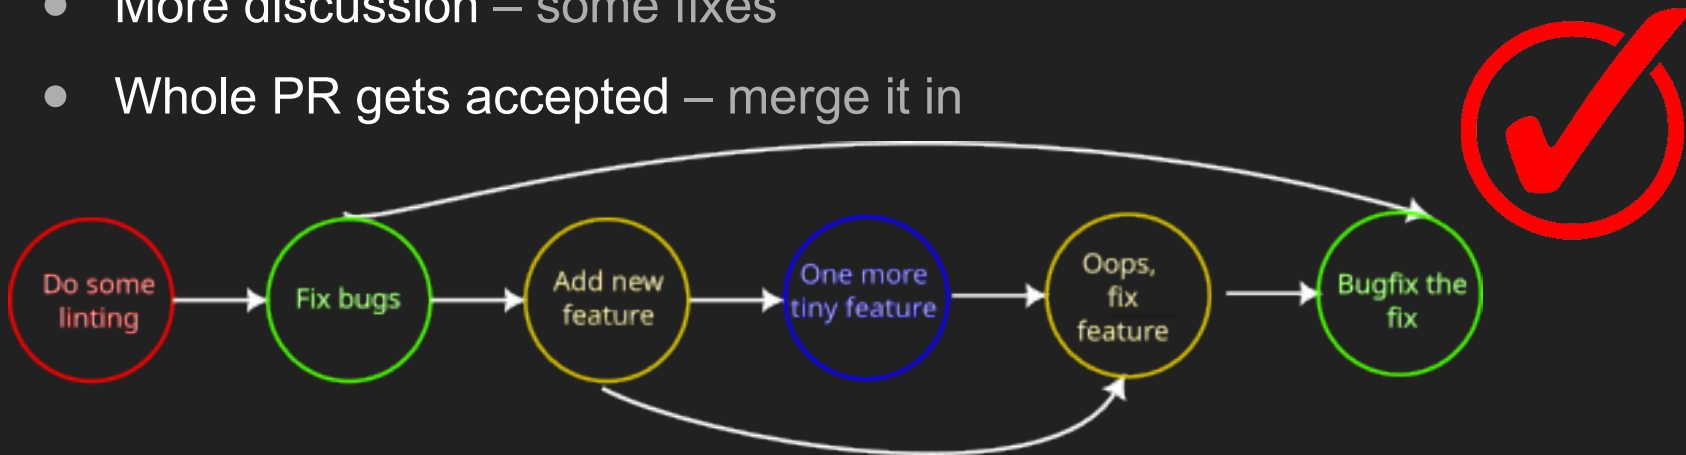 More discussion – some fixes
Whole PR gets accepted – merge it in
Do some
linting
Fix bugs
Add new
feature
One more
tiny feature
Oops,
fix
feature
Bugfix the
fix